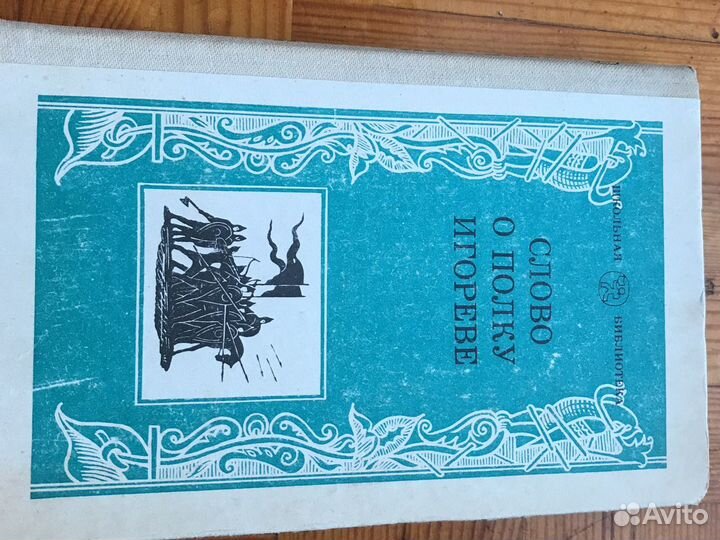 ШКОЛЬНАЯ БИБЛИОТЕКА
СЛОВО
О ПОЛКУ
ИГОРЕВЕ
Avito